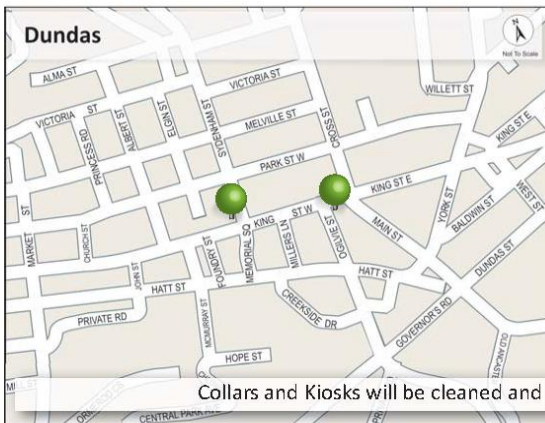 Dundas
N
Not To Scale
ALMA ST
VICTORIA ST
WILLETT ST
VICTORIA ST
PRINCESS RD
ALBERT ST
ELGIN ST
SYDENHAM ST
MELVILLE ST
CROSS ST
KING ST E
PARK ST W
KING ST E
WEST ST
MARKET ST
CHURCH ST
KING ST W
MAIN ST
YORK ST
BALDWIN ST
FOUNDRY ST
MEMORIAL SQ
MILLERS LN
OGILVIE ST
DUNDAS ST
JOHN ST
HATT ST
HATT ST
PRIVATE RD
MCMURRAY ST
CREEKSIDE DR
GOVERNOR'S RD
HOPE ST
Collars and Kiosks will be cleaned and
CENTRAL PARK AV